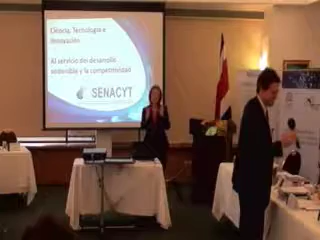 Ciencia, Tecnología e
Innovación
Al servicio del desarrollo
sostenible y la competitividad
SENACYT